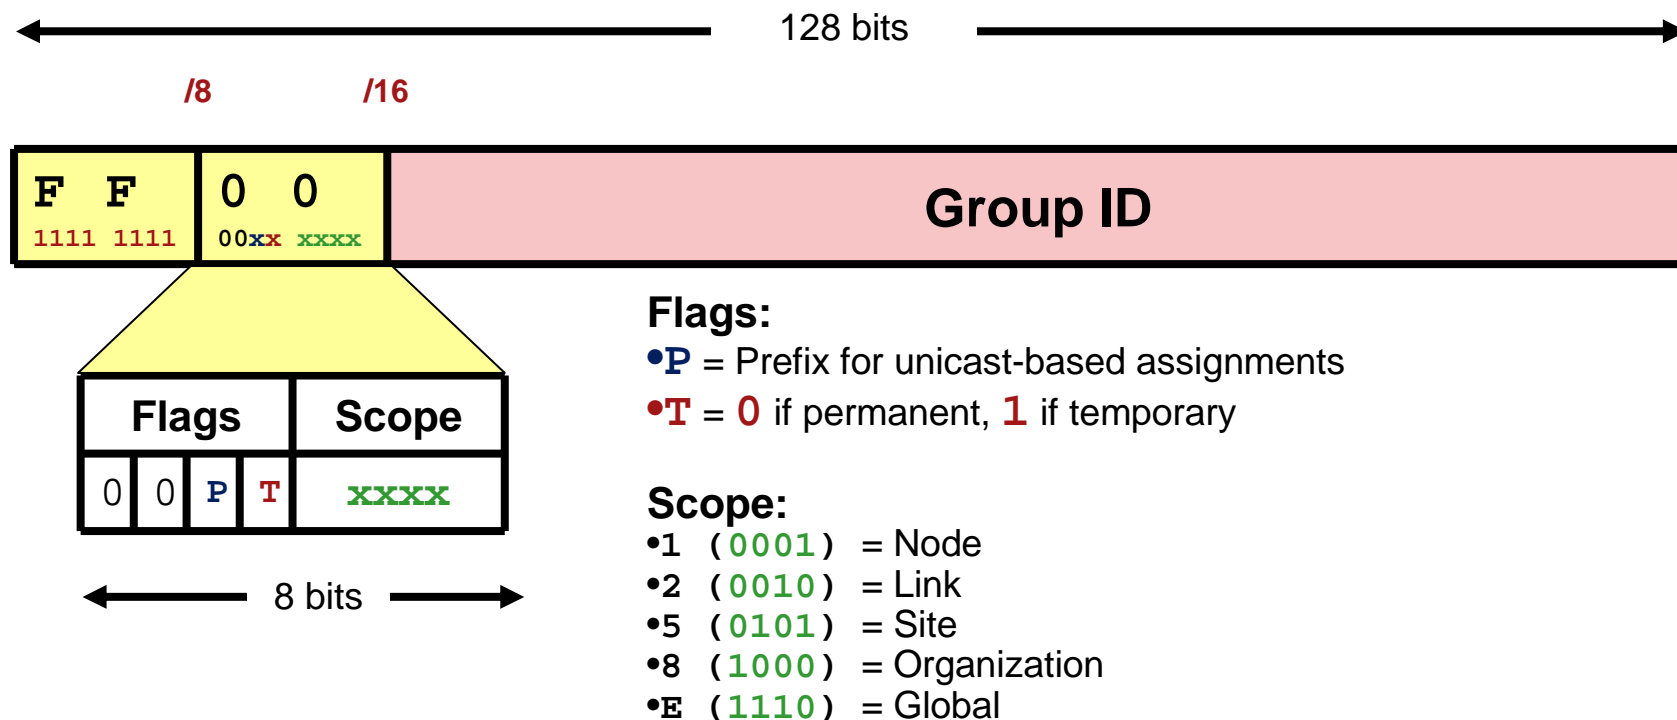 128 bits
/8 /16
F F 0 0 Group ID
1111 1111 00xx xxxx
Flags:
•P = Prefix for unicast-based assignments
•T = 0 if permanent, 1 if temporary
Flags Scope
0 0 P T xxxx
8 bits
Scope:
•1 (0001) = Node
•2 (0010) = Link
•5 (0101) = Site
•8 (1000) = Organization
•E (1110) = Global